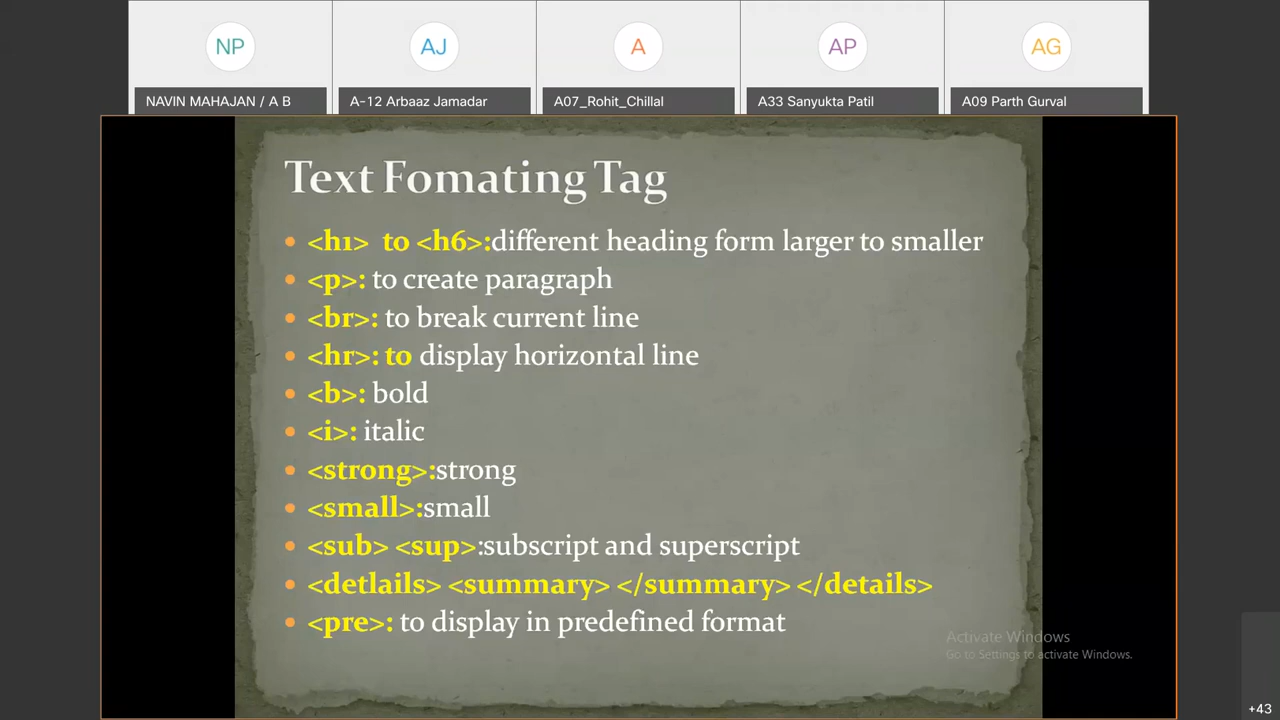 NP
AJ
A
AP
AG
NAVIN MAHAJAN / A B
A-12 Arbaaz Jamadar
A07_Rohit_Chillal
A33 Sanyukta Patil
A09 Parth Gurval
Text Fomating Tag
• <h1> to <h6>:different heading form larger to smaller
• <p>: to create paragraph
• <br>: to break current line
• <hr>: to display horizontal line
• <b>: bold
• <i>: italic
• <strong>:strong
• <small>:small
• <sub> <sup>:subscript and superscript
• <detlails> <summary> </summary> </details>
• <pre>: to display in predefined format
Activate Windows
Go to Settings to activate Windows.
+43